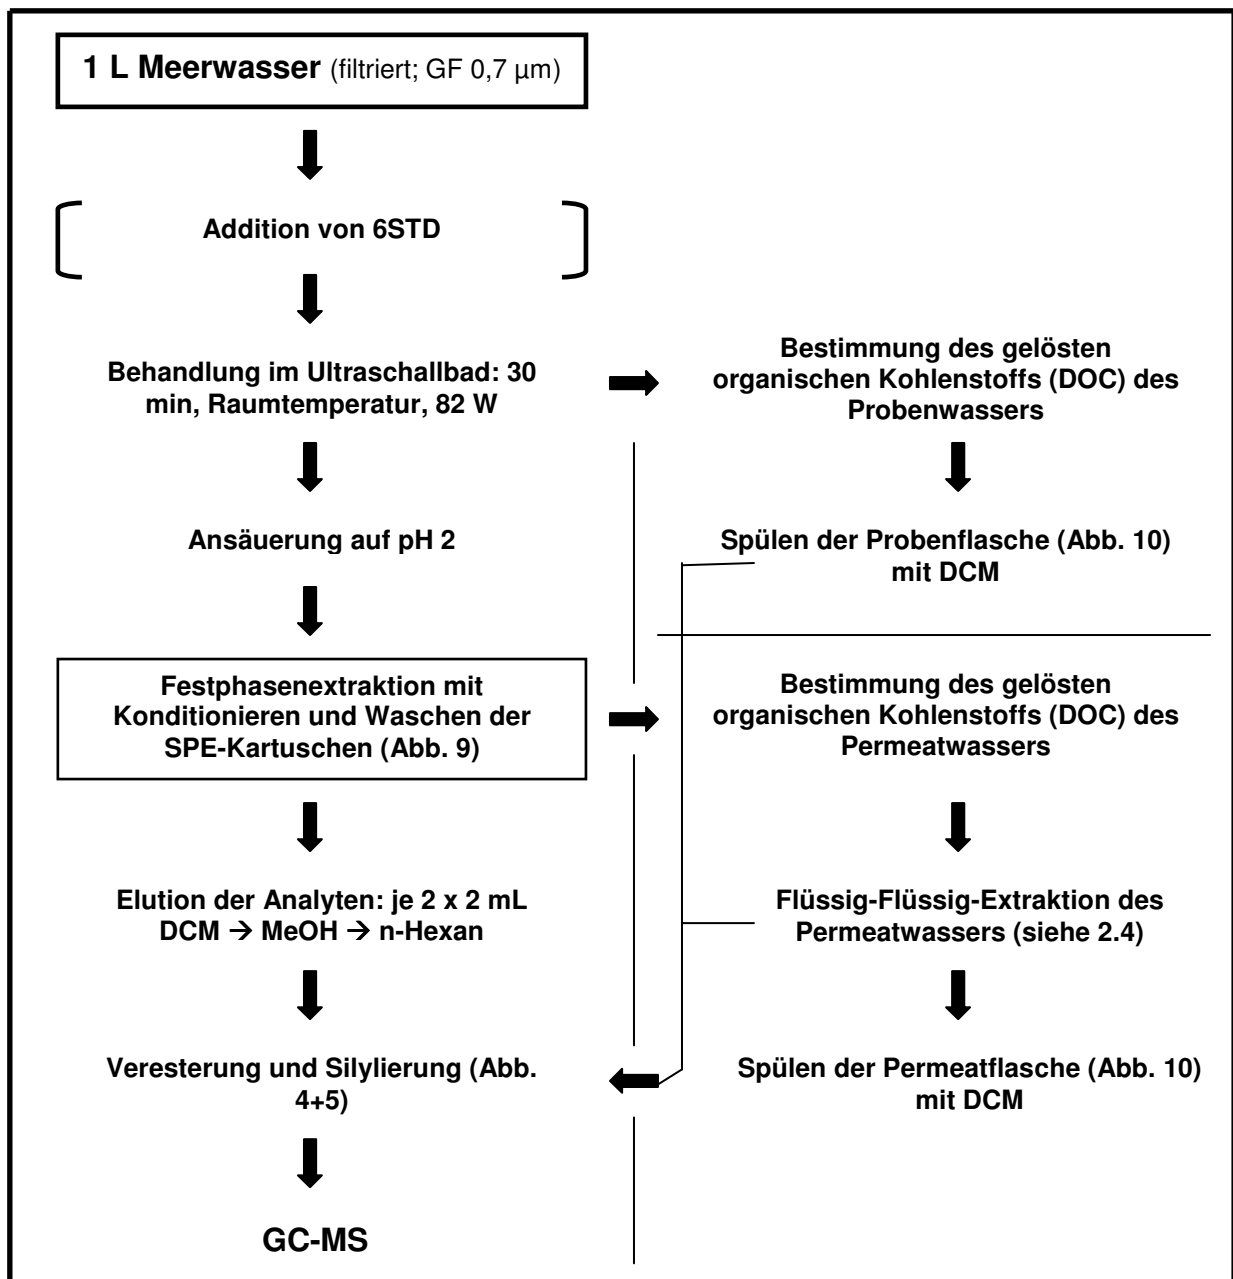 1 L Meerwasser (filtriert; GF 0,7 µm)
Addition von 6STD
Behandlung im Ultraschallbad: 30
min, Raumtemperatur, 82 W
Ansäuerung auf pH 2
Festphasenextraktion mit
Konditionieren und Waschen der
SPE-Kartuschen (Abb. 9)
Elution der Analyten: je 2 x 2 mL
DCM → MeOH → n-Hexan
Veresterung und Silylierung (Abb.
4+5)
GC-MS
Bestimmung des gelösten
organischen Kohlenstoffs (DOC) des
Probenwassers
Spülen der Probenflasche (Abb. 10)
mit DCM
Bestimmung des gelösten
organischen Kohlenstoffs (DOC) des
Permeatwassers
Flüssig-Flüssig-Extraktion des
Permeatwassers (siehe 2.4)
Spülen der Permeatflasche (Abb. 10)
mit DCM